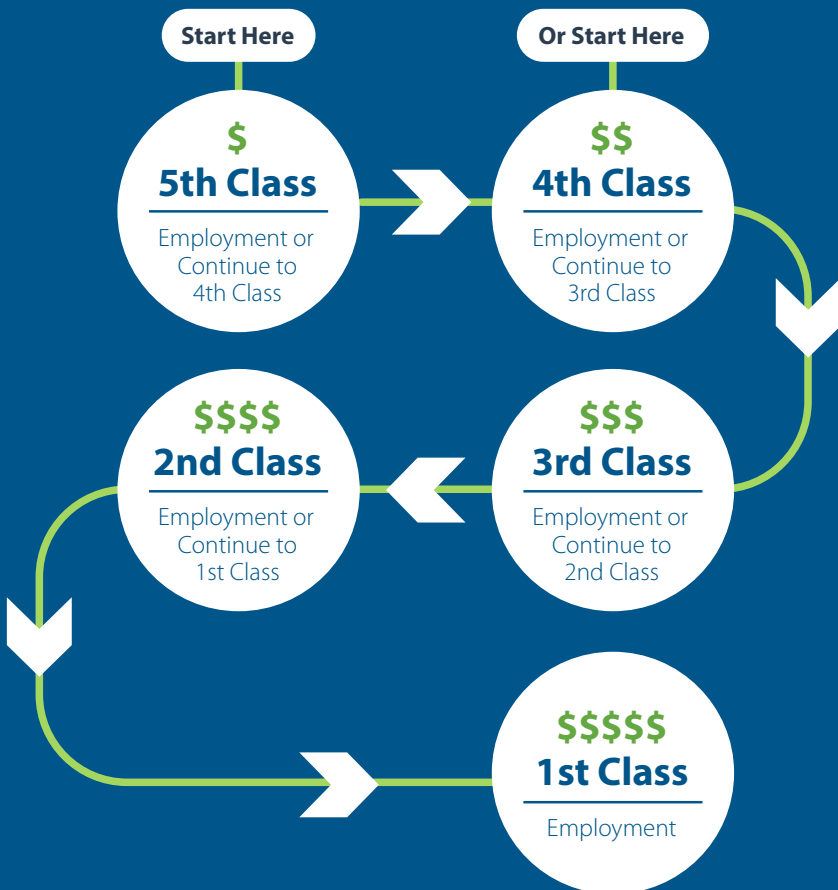 Start Here
Or Start Here
$
5th Class
Employment or
Continue to
4th Class
$$
4th Class
Employment or
Continue to
3rd Class
$$$
3rd Class
Employment or
Continue to
2nd Class
$$$$
2nd Class
Employment or
Continue to
1st Class
$$$$$
1st Class
Employment